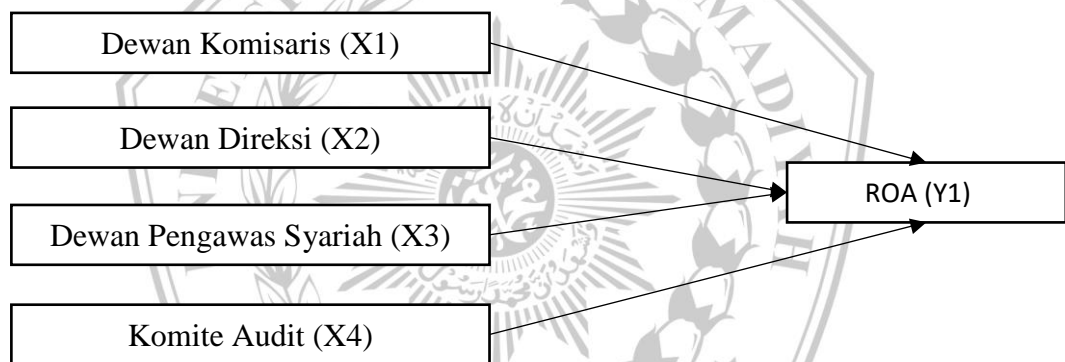 Dewan Komisaris (X1)
Dewan Direksi (X2)
ROA (Y1)
Dewan Pengawas Syariah (X3)
Komite Audit (X4)